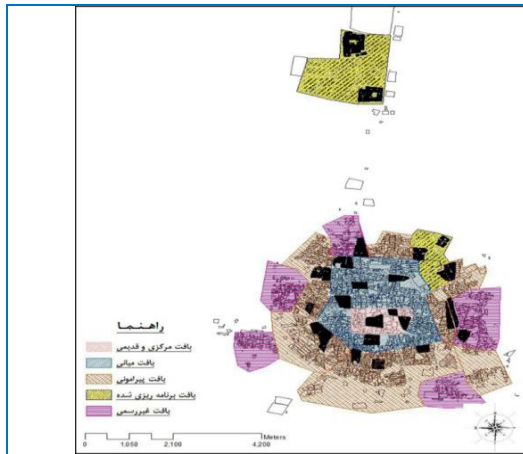 راهنما
بافت مرکزی و قدیمی
بافت میانی
بافت پیرامونی
بافت برنامه ریزی شده
بافت غیررسمی
0 1,050 2,100 4,200 Meters